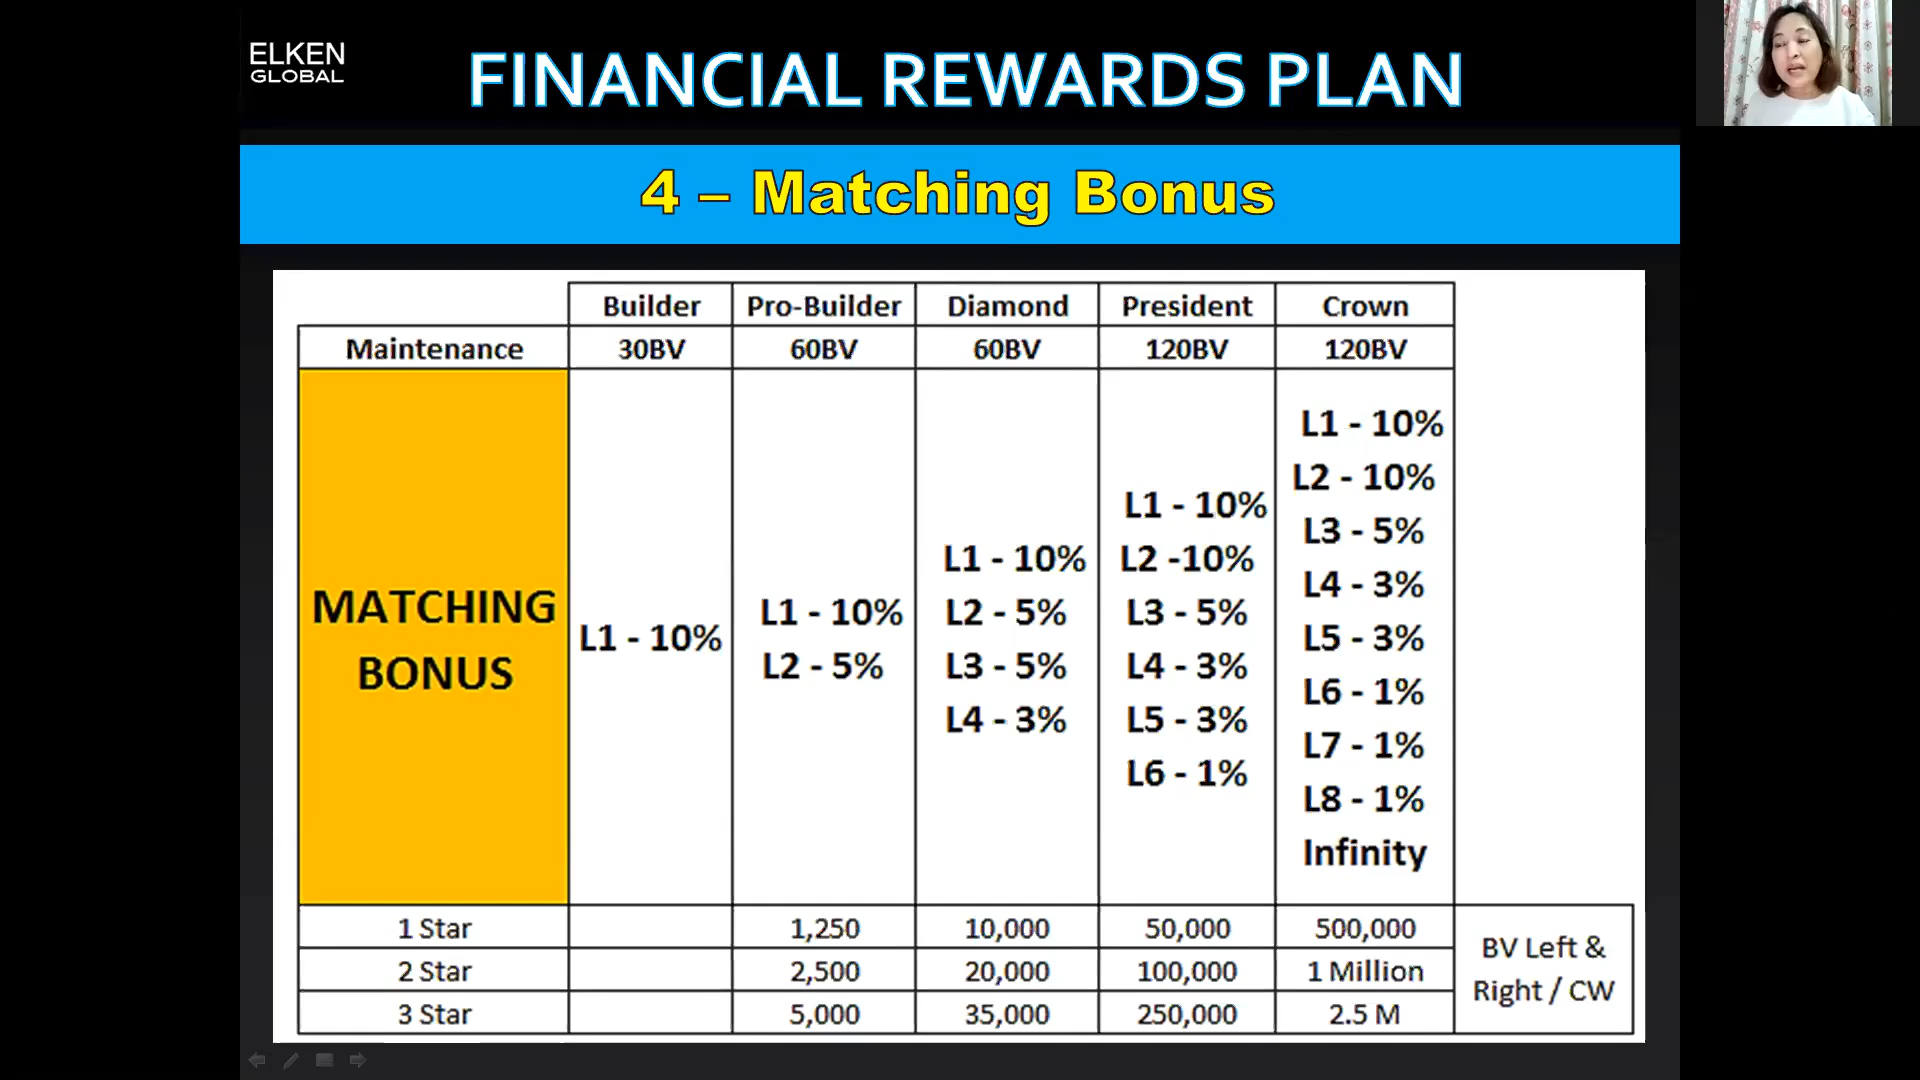 ELKEN
GLOBAL
FINANCIAL REWARDS PLAN
4 – Matching Bonus
Builder Pro-Builder Diamond President Crown
Maintenance 30BV 60BV 60BV 120BV 120BV
MATCHING
BONUS
L1 - 10%
L1 - 10%
L2 - 5%
L1 - 10%
L2 - 5%
L3 - 5%
L4 - 3%
L1 - 10%
L2 -10%
L3 - 5%
L4 - 3%
L5 - 3%
L6 - 1%
L1 - 10%
L2 - 10%
L3 - 5%
L4 - 3%
L5 - 3%
L6 - 1%
L7 - 1%
L8 - 1%
Infinity
1 Star 1,250 10,000 50,000 500,000
2 Star 2,500 20,000 100,000 1 Million
3 Star 5,000 35,000 250,000 2.5 M
BV Left &
Right / CW